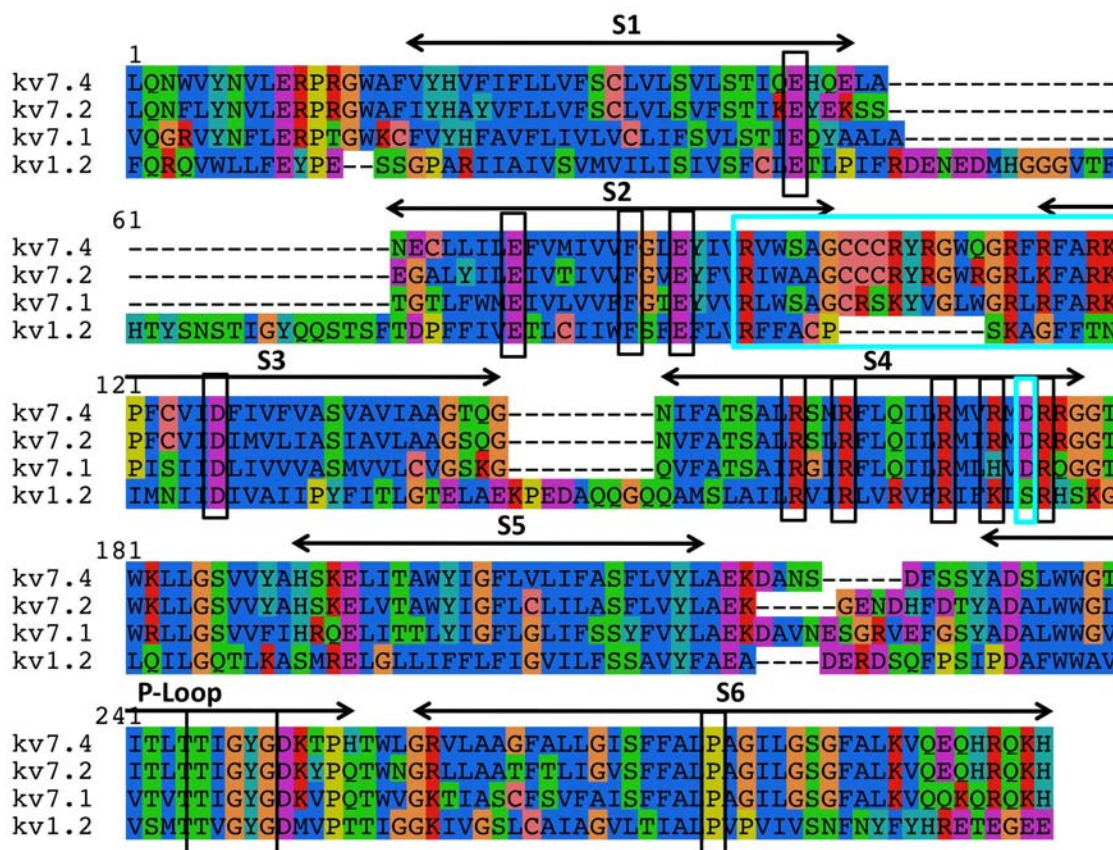 S1
1
kv7.4 LQNWVYNVLERPRGWAFVYHVFIFLLVFSCLVLSVLSTIQEHQELA--------------
kv7.2 LQNFLYNVLERPRGWAFIYHAYVFLLVFSCLVLSVFSTIKEYEKSS--------------
kv7.1 VQGRVYNFLERPTGWKCFVYHFAVFLIVLVCLIFSVLSTIEQYAALA-------------
kv1.2 FQRQVWLLFEYPE--SSGPARIIAIVSVMVILISIVSFCLETLPIFRDENEDMHGGGVTF
S2
61
kv7.4 ----------------NECLLILEFVMIVVFGLEYIVRVWSAGCCCRYRGWQGRFRFARK
kv7.2 ----------------EGALYILEIVTIVVFGVEYFVRIWAAGCCCRYRGWRGRLKFARK
kv7.1 ----------------TGTLFWMEIVLVVFFGTEYVVRLWSAGCRSKYVGLWGRLRFARK
kv1.2 HTYSNSTIGYQQSTSFTDPFFIVETLCIIWFSFEFLVRFFACP---------SKAGFFTN
S3 S4
121
kv7.4 PFCVIDFIVFVASVAVIAAGTQG---------NIFATSALRSMRFLQILRMVRMDRRGGT
kv7.2 PFCVIDIMVLIASIAVLAAGSQG---------NVFATSALRSLRFLQILRMIRMDRRGGT
kv7.1 PISIIDLIVVVASMVVLCVGSKG---------QVFATSAIRGIRFLQILRMLHVDRQGGT
kv1.2 IMNIIDIVAIIPYFITLGTELAEKPEDAQQGQQAMSLAILRVIRLVRVFRIFKLSRHSKG
S5
181
kv7.4 WKLLGSVVYAHSKELITAWYIGFLVLIFASFLVYLAEKDANS-----DFSSYADSLWWGT
kv7.2 WKLLGSVVYAHSKELVTAWYIGFLCLILASFLVYLAEK-----GENDHFDTYADALWWGL
kv7.1 WRLLGSVVFIHRQELITTLYIGFLGLIFSSYFVYLAEKDAVNESGRVEFGSYADALWWGV
kv1.2 LQILGQTLKASMRELGLLIFFLFIGVILFSSAVYFAEA----DERDSQFPSIPDAFWWAV
P-Loop S6
241
kv7.4 ITLTTIGYGDKTPHTWLGRVLAAGFALLGISFFALPAGILGSGFALKVQEQHRQKH
kv7.2 ITLTTIGYGDKYPQTWNGRLLAATFTLIGVSFFALPAGILGSGFALKVQEQHRQKH
kv7.1 VTVTTIGYGDKVPQTWVGKTIASCFSVFAISFFALPAGILGSGFALKVQQKQRQKH
kv1.2 VSMTTVGYGDMVPTTIGGKIVGSLCAIAGVLTIALPVPVIVSNFNYFYHRETEGEE